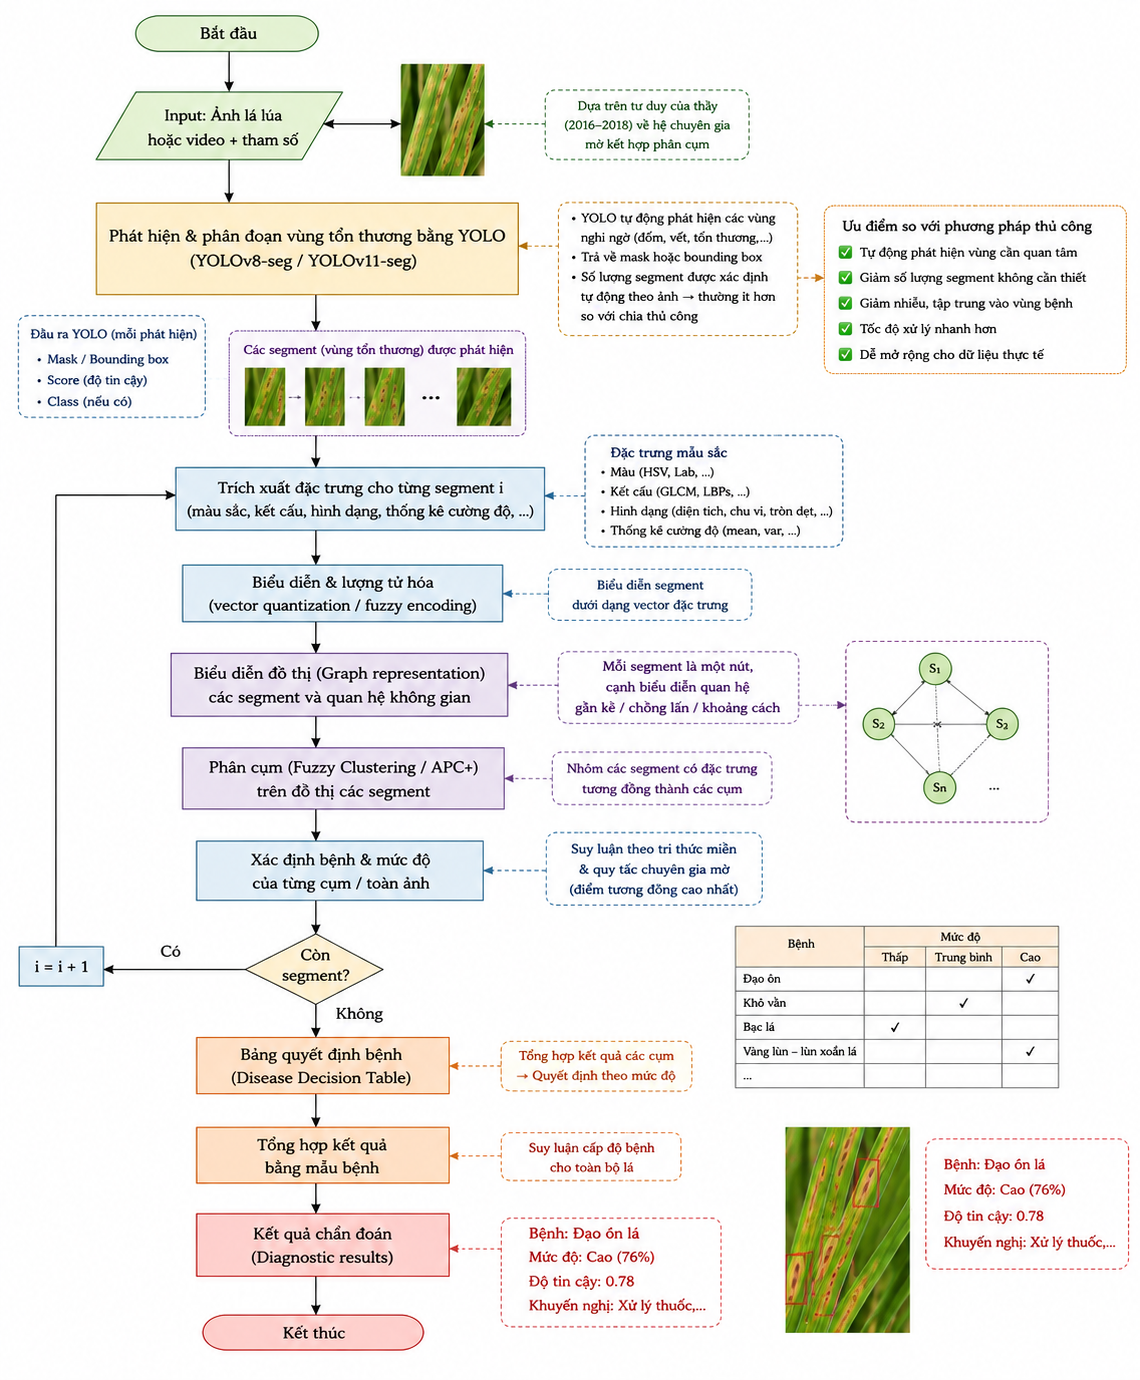 Bắt đầu
Input: Ảnh lá lúa
hoặc video + tham số
Dựa trên tư duy của thầy
(2016–2018) về hệ chuyên gia
mờ kết hợp phân cụm
Phát hiện & phân đoạn vùng tổn thương bằng YOLO
(YOLOv8-seg / YOLOv11-seg)
• YOLO tự động phát hiện các vùng
nghi ngờ (đốm, vết, tổn thương,...)
• Trả về mask hoặc bounding box
• Số lượng segment được xác định
tự động theo ảnh → thường ít hơn
so với chia thủ công
Ưu điểm so với phương pháp thủ công
✅ Tự động phát hiện vùng cần quan tâm
✅ Giảm số lượng segment không cần thiết
✅ Giảm nhiễu, tập trung vào vùng bệnh
✅ Tốc độ xử lý nhanh hơn
✅ Dễ mở rộng cho dữ liệu thực tế
Đầu ra YOLO (mỗi phát hiện)
• Mask / Bounding box
• Score (độ tin cậy)
• Class (nếu có)
Các segment (vùng tổn thương) được phát hiện
...
Trích xuất đặc trưng cho từng segment i
(màu sắc, kết cấu, hình dạng, thống kê cường độ, ...)
Đặc trưng mẫu sắc
• Màu (HSV, Lab, ...)
• Kết cấu (GLCM, LBPs, ...)
• Hình dạng (diện tích, chu vi, tròn dẹt, ...)
• Thống kê cường độ (mean, var, ...)
Biểu diễn & lượng tử hóa
(vector quantization / fuzzy encoding)
Biểu diễn segment
dưới dạng vector đặc trưng
Biểu diễn đồ thị (Graph representation)
các segment và quan hệ không gian
Mỗi segment là một nút,
cạnh biểu diễn quan hệ
gần kề / chồng lấn / khoảng cách
S1
S2
S2
Sn
...
Phân cụm (Fuzzy Clustering / APC+)
trên đồ thị các segment
Nhóm các segment có đặc trưng
tương đồng thành các cụm
Xác định bệnh & mức độ
của từng cụm / toàn ảnh
Suy luận theo tri thức miền
& quy tắc chuyên gia mờ
(điểm tương đồng cao nhất)
Còn
segment?
Có
i = i + 1
Không
Bệnh
Mức độ
Thấp Trung bình Cao
Đạo ôn ✓
Khô vằn ✓
Bạc lá ✓
Vàng lùn – lùn xoắn lá ✓
...
Bảng quyết định bệnh
(Disease Decision Table)
Tổng hợp kết quả các cụm
→ Quyết định theo mức độ
Tổng hợp kết quả
bằng mẫu bệnh
Suy luận cấp độ bệnh
cho toàn bộ lá
Kết quả chẩn đoán
(Diagnostic results)
Bệnh: Đạo ôn lá
Mức độ: Cao (76%)
Độ tin cậy: 0.78
Khuyến nghị: Xử lý thuốc,...
Bệnh: Đạo ón lá
Mức độ: Cao (76%)
Độ tin cậy: 0.78
Khuyến nghị: Xử lý thuốc,...
Kết thúc